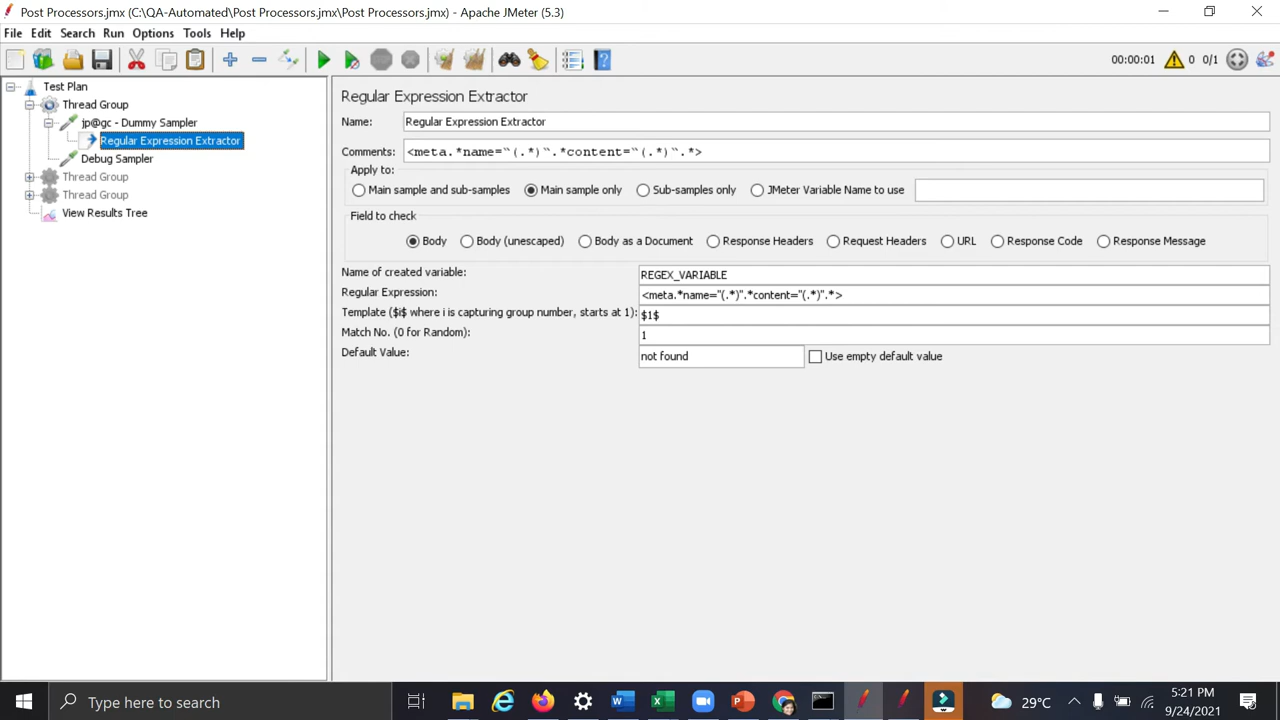 Post Processors.jmx (C:\QA-Automated\Post Processors.jmx\Post Processors.jmx) - Apache JMeter (5.3)
File Edit Search Run Options Tools Help
00:00:01 0 0/1
Test Plan
Thread Group
jp@gc - Dummy Sampler
Regular Expression Extractor
Debug Sampler
Thread Group
Thread Group
View Results Tree
Regular Expression Extractor
Name: Regular Expression Extractor
Comments: <meta.*name=``(.*)``.*content=``(.*)``.*>
Apply to:
Main sample and sub-samples Main sample only Sub-samples only JMeter Variable Name to use
Field to check
Body Body (unescaped) Body as a Document Response Headers Request Headers URL Response Code Response Message
Name of created variable: REGEX_VARIABLE
Regular Expression: <meta.*name="(.*)".*content="(.*)".*>
Template ($i$ where i is capturing group number, starts at 1): $1$
Match No. (0 for Random): 1
Default Value: not found Use empty default value
Type here to search
29°C
5:21 PM
9/24/2021